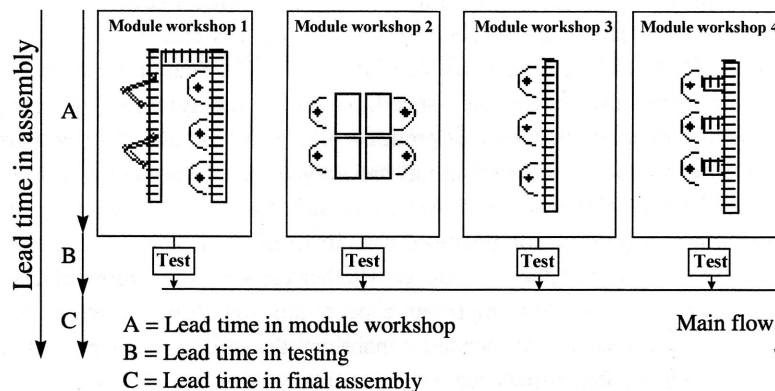 Module workshop 1
Module workshop 2
Module workshop 3
Module workshop 4
Lead time in assembly
A
B
C
Test
Test
Test
Test
A = Lead time in module workshop
B = Lead time in testing
C = Lead time in final assembly
Main flow